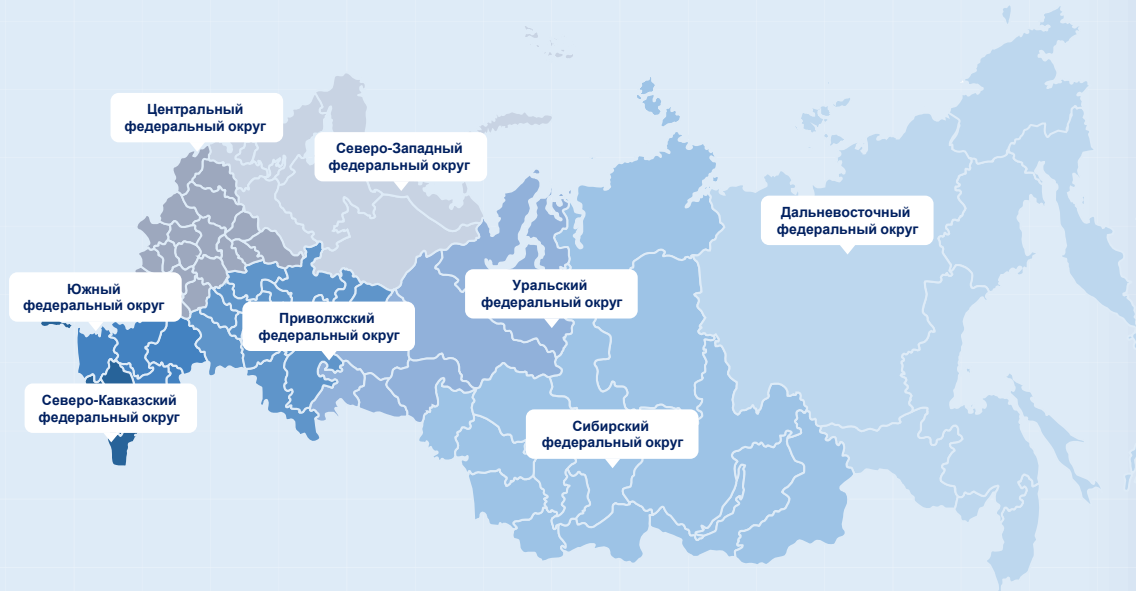 Центральный
федеральный округ
Северо-Западный
федеральный округ
Дальневосточный
федеральный округ
Южный
федеральный округ
Уральский
федеральный округ
Приволжский
федеральный округ
Северо-Кавказский
федеральный округ
Сибирский
федеральный округ